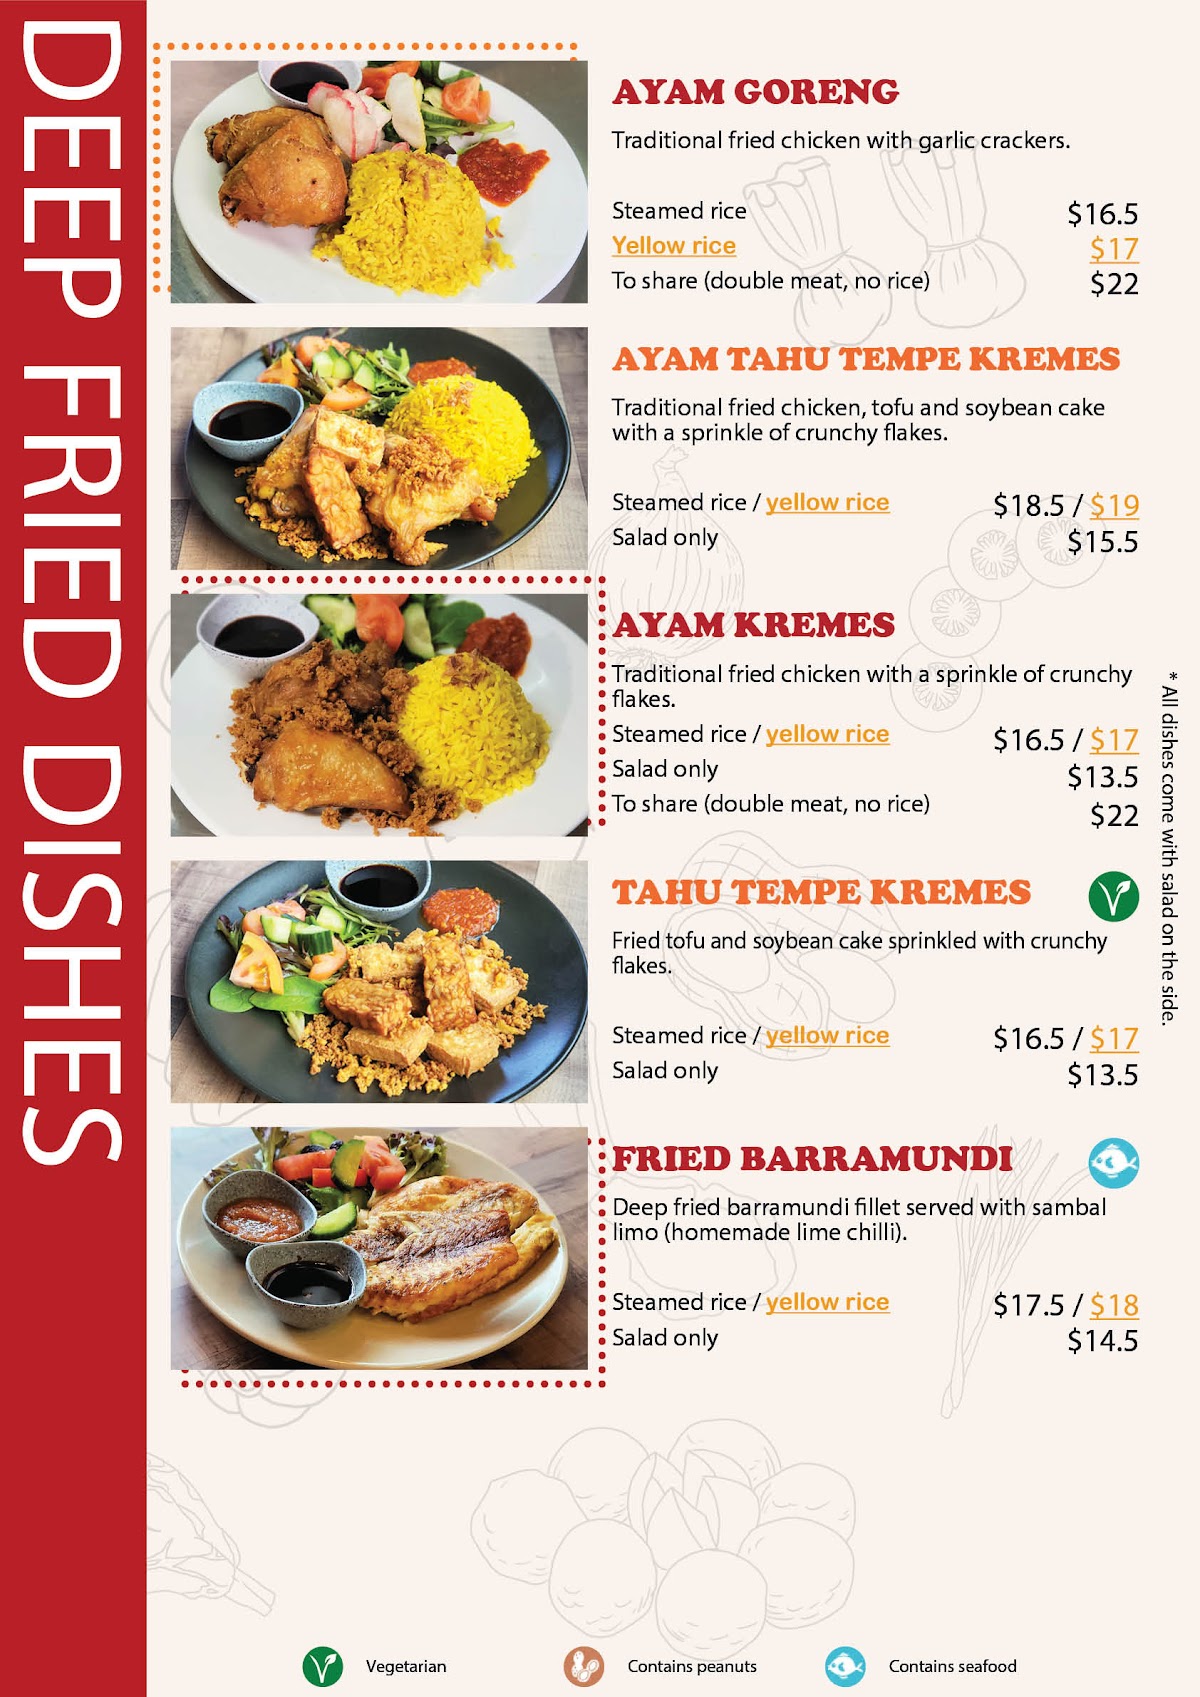 DEEP FRIED DISHES
AYAM GORENG
Traditional fried chicken with garlic crackers.
Steamed rice $16.5
Yellow rice $17
To share (double meat, no rice) $22
AYAM TAHU TEMPE KREMES
Traditional fried chicken, tofu and soybean cake
with a sprinkle of crunchy flakes.
Steamed rice / yellow rice $18.5 / $19
Salad only $15.5
AYAM KREMES
Traditional fried chicken with a sprinkle of crunchy
flakes.
Steamed rice / yellow rice $16.5 / $17
Salad only $13.5
To share (double meat, no rice) $22
TAHU TEMPE KREMES
Fried tofu and soybean cake sprinkled with crunchy
flakes.
Steamed rice / yellow rice $16.5 / $17
Salad only $13.5
FRIED BARRAMUNDI
Deep fried barramundi fillet served with sambal
limo (homemade lime chilli).
Steamed rice / yellow rice $17.5 / $18
Salad only $14.5
* All dishes come with salad on the side.
Vegetarian
Contains peanuts
Contains seafood